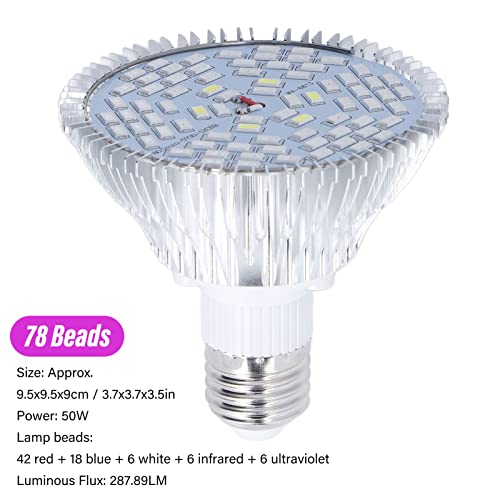 78 Beads
Size: Approx.
9.5x9.5x9cm / 3.7x3.7x3.5in
Power: 50W
Lamp beads:
42 red + 18 blue + 6 white + 6 infrared + 6 ultraviolet
Luminous Flux: 287.89LM